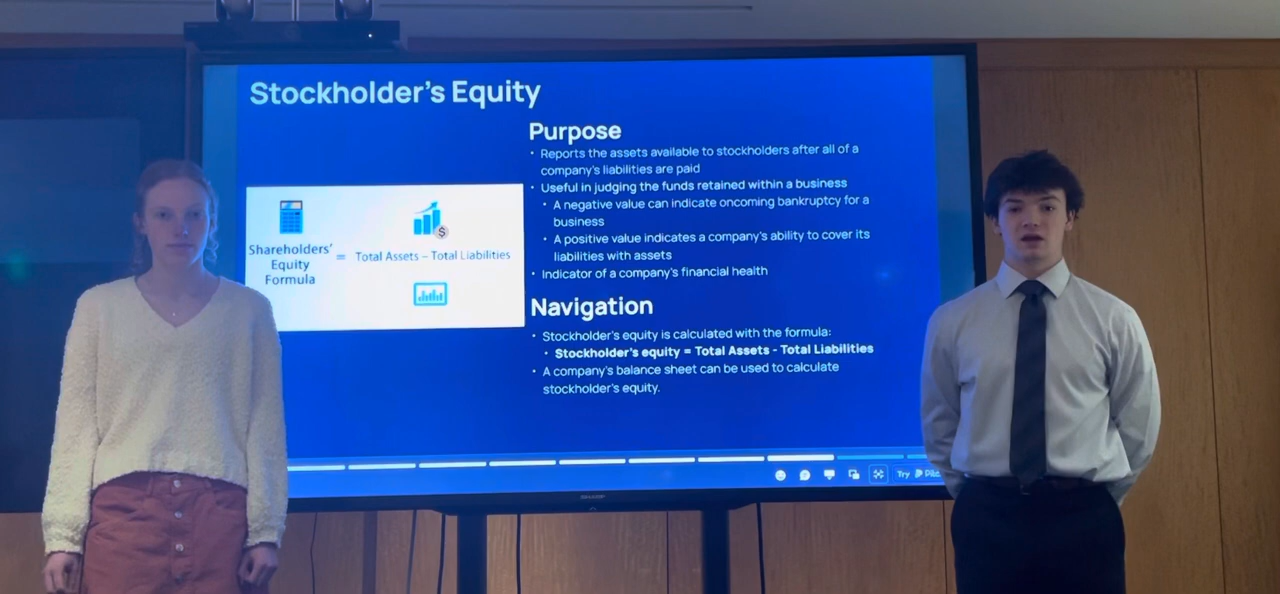 Stockholder's Equity
Shareholders'
Equity
Formula
= Total Assets – Total Liabilities
$
Purpose
• Reports the assets available to stockholders after all of a
company's liabilities are paid
• Useful in judging the funds retained within a business
• A negative value can indicate oncoming bankruptcy for a
business
• A positive value indicates a company's ability to cover its
liabilities with assets
• Indicator of a company's financial health
Navigation
• Stockholder's equity is calculated with the formula:
• Stockholder's equity = Total Assets - Total Liabilities
• A company's balance sheet can be used to calculate
stockholder's equity.
Try
SHARP